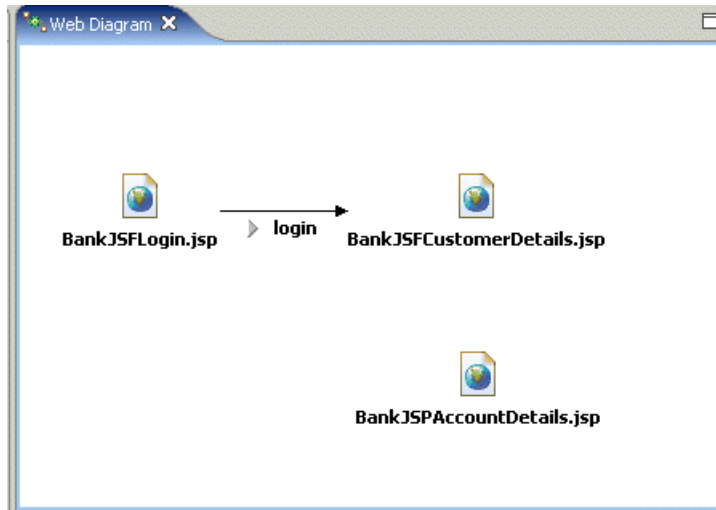 Web Diagram
BankJSFLogin.jsp
login
BankJSFCustomerDetails.jsp
BankJSPAccountDetails.jsp